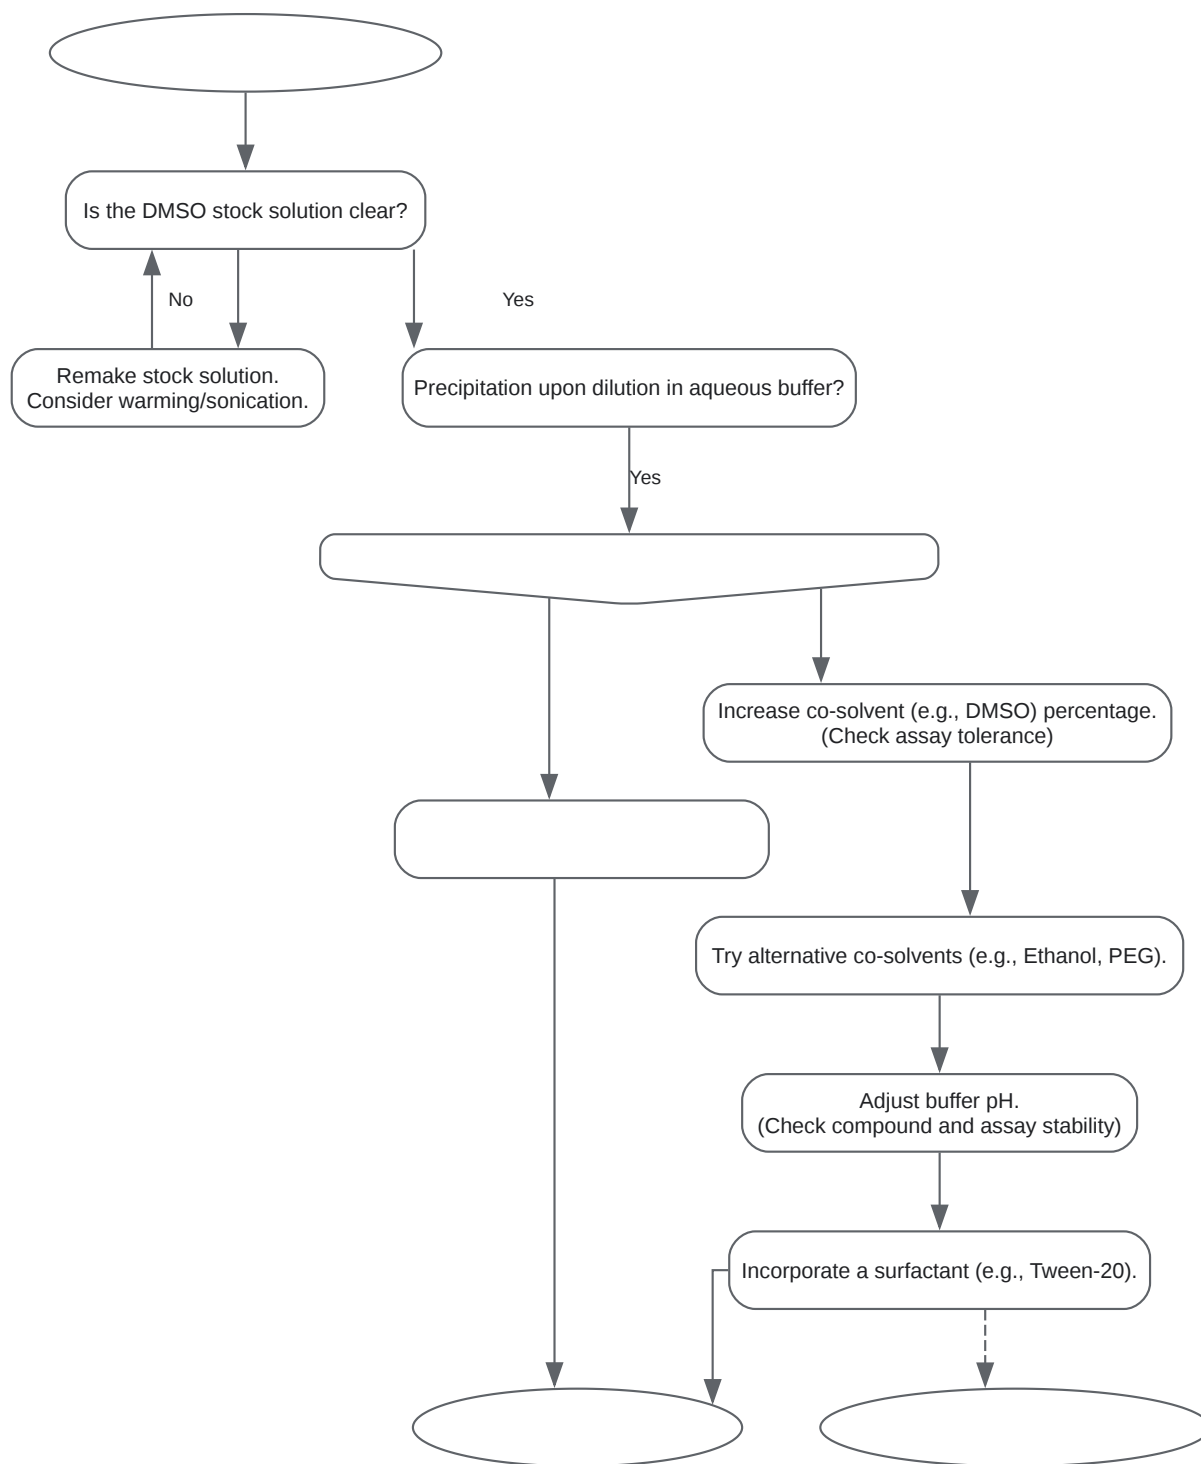 Is the DMSO stock solution clear?
No
Yes
Remake stock solution.
Consider warming/sonication.
Precipitation upon dilution in aqueous buffer?
Yes
Increase co-solvent (e.g., DMSO) percentage.
(Check assay tolerance)
Try alternative co-solvents (e.g., Ethanol, PEG).
Adjust buffer pH.
(Check compound and assay stability)
Incorporate a surfactant (e.g., Tween-20).